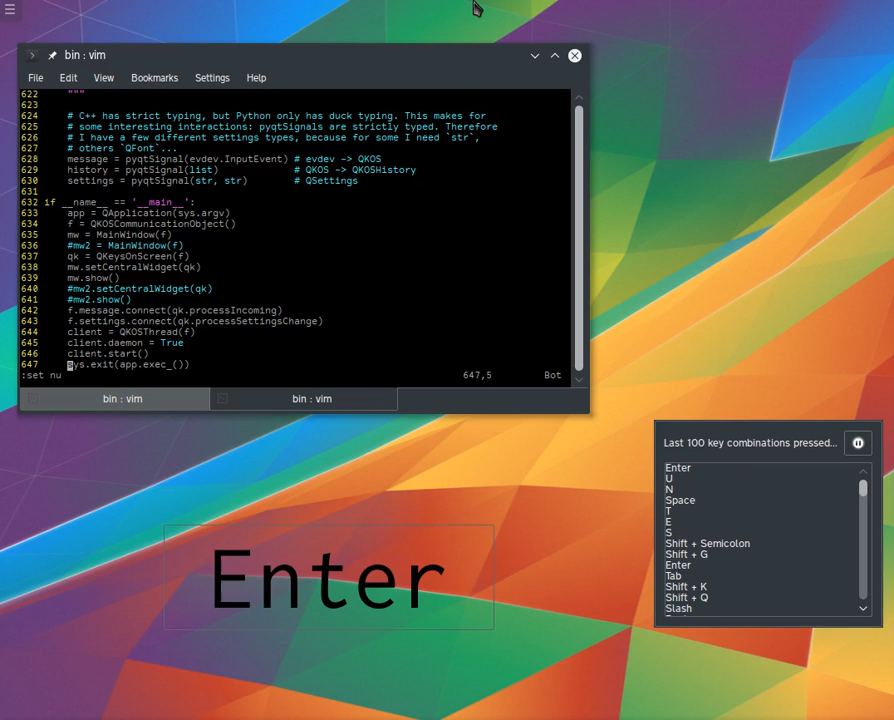 bin : vim
File Edit View Bookmarks Settings Help
622 """
623
624 # C++ has strict typing, but Python only has duck typing. This makes for
625 # some interesting interactions: pyqtSignals are strictly typed. Therefore
626 # I have a few different settings types, because for some I need `str`,
627 # others `QFont`...
628 message = pyqtSignal(evdev.InputEvent) # evdev -> QKOS
629 history = pyqtSignal(list) # QKOS -> QKOSHistory
630 settings = pyqtSignal(str, str) # QSettings
631
632 if __name__ == '__main__':
633 app = QApplication(sys.argv)
634 f = QKOSCommunicationObject()
635 mw = MainWindow(f)
636 #mw2 = MainWindow(f)
637 qk = QKeysOnScreen(f)
638 mw.setCentralWidget(qk)
639 mw.show()
640 #mw2.setCentralWidget(qk)
641 #mw2.show()
642 f.message.connect(qk.processIncoming)
643 f.settings.connect(qk.processSettingsChange)
644 client = QKOSThread(f)
645 client.daemon = True
646 client.start()
647 sys.exit(app.exec_())
:set nu 647,5 Bot
bin : vim bin : vim
Last 100 key combinations pressed...
Enter
U
N
Space
T
E
S
Shift + Semicolon
Shift + G
Enter
Tab
Shift + K
Shift + Q
Slash
Enter